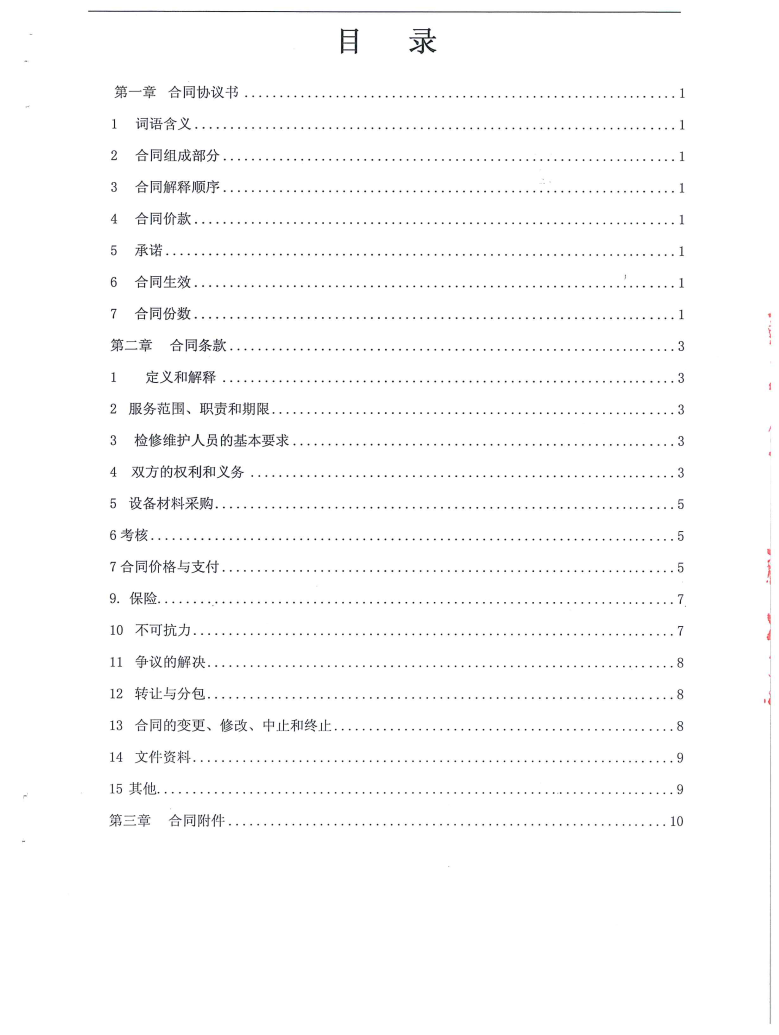 目 录
第一章 合同协议书 ................................................................ 1
1 词语含义 ................................................................ 1
2 合同组成部分 ................................................................ 1
3 合同解释顺序 ................................................................ 1
4 合同价款 ................................................................ 1
5 承诺 ................................................................ 1
6 合同生效 ................................................................ 1
7 合同份数 ................................................................ 1
第二章 合同条款 ................................................................ 3
1 定义和解释 ................................................................ 3
2 服务范围、职责和期限 ................................................................ 3
3 检修维护人员的基本要求 ................................................................ 3
4 双方的权利和义务 ................................................................ 3
5 设备材料采购 ................................................................ 5
6 考核 ................................................................ 5
7 合同价格与支付 ................................................................ 5
9. 保险 ................................................................ 7
10 不可抗力 ................................................................ 7
11 争议的解决 ................................................................ 8
12 转让与分包 ................................................................ 8
13 合同的变更、修改、中止和终止 ................................................................ 8
14 文件资料 ................................................................ 9
15 其他 ................................................................ 9
第三章 合同附件 ................................................................ 10